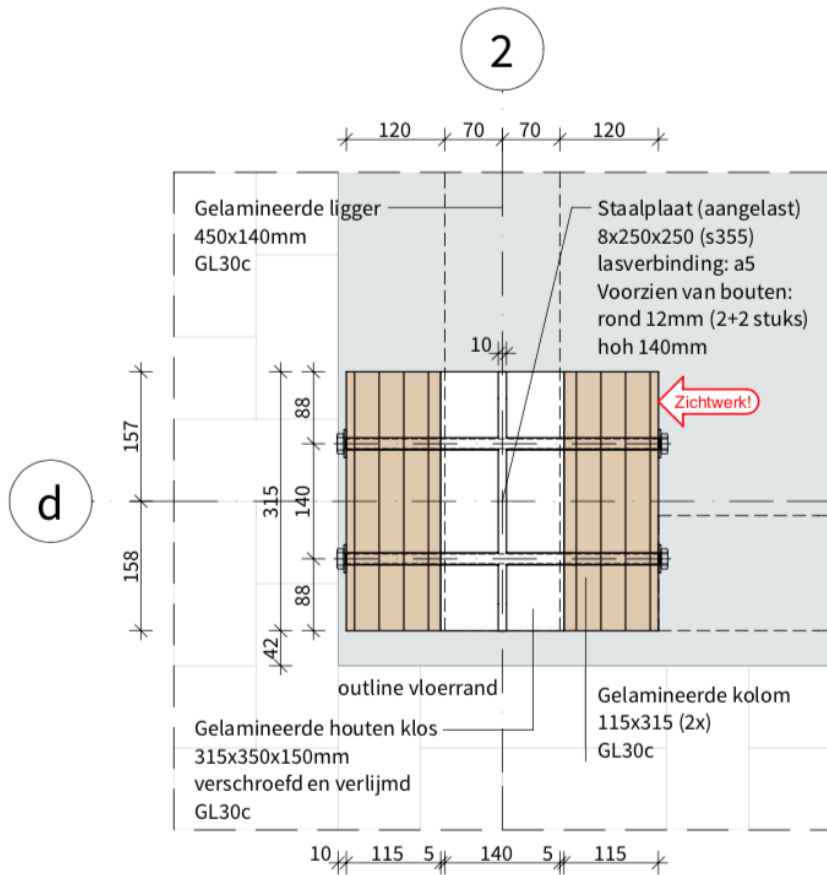 2
120 70 70 120
Gelamineerde ligger
450x140mm
GL30c
Staalplaat (aangelast)
8x250x250 (s355)
lasverbinding: a5
Voorzien van bouten:
rond 12mm (2+2 stuks)
hoh 140mm
10
Zichtwerk!
88
157
d
315
140
158
88
42
outline vloerrand
Gelamineerde kolom
115x315 (2x)
GL30c
Gelamineerde houten klos
315x350x150mm
verschroefd en verlijmd
GL30c
10 115 5 140 5 115